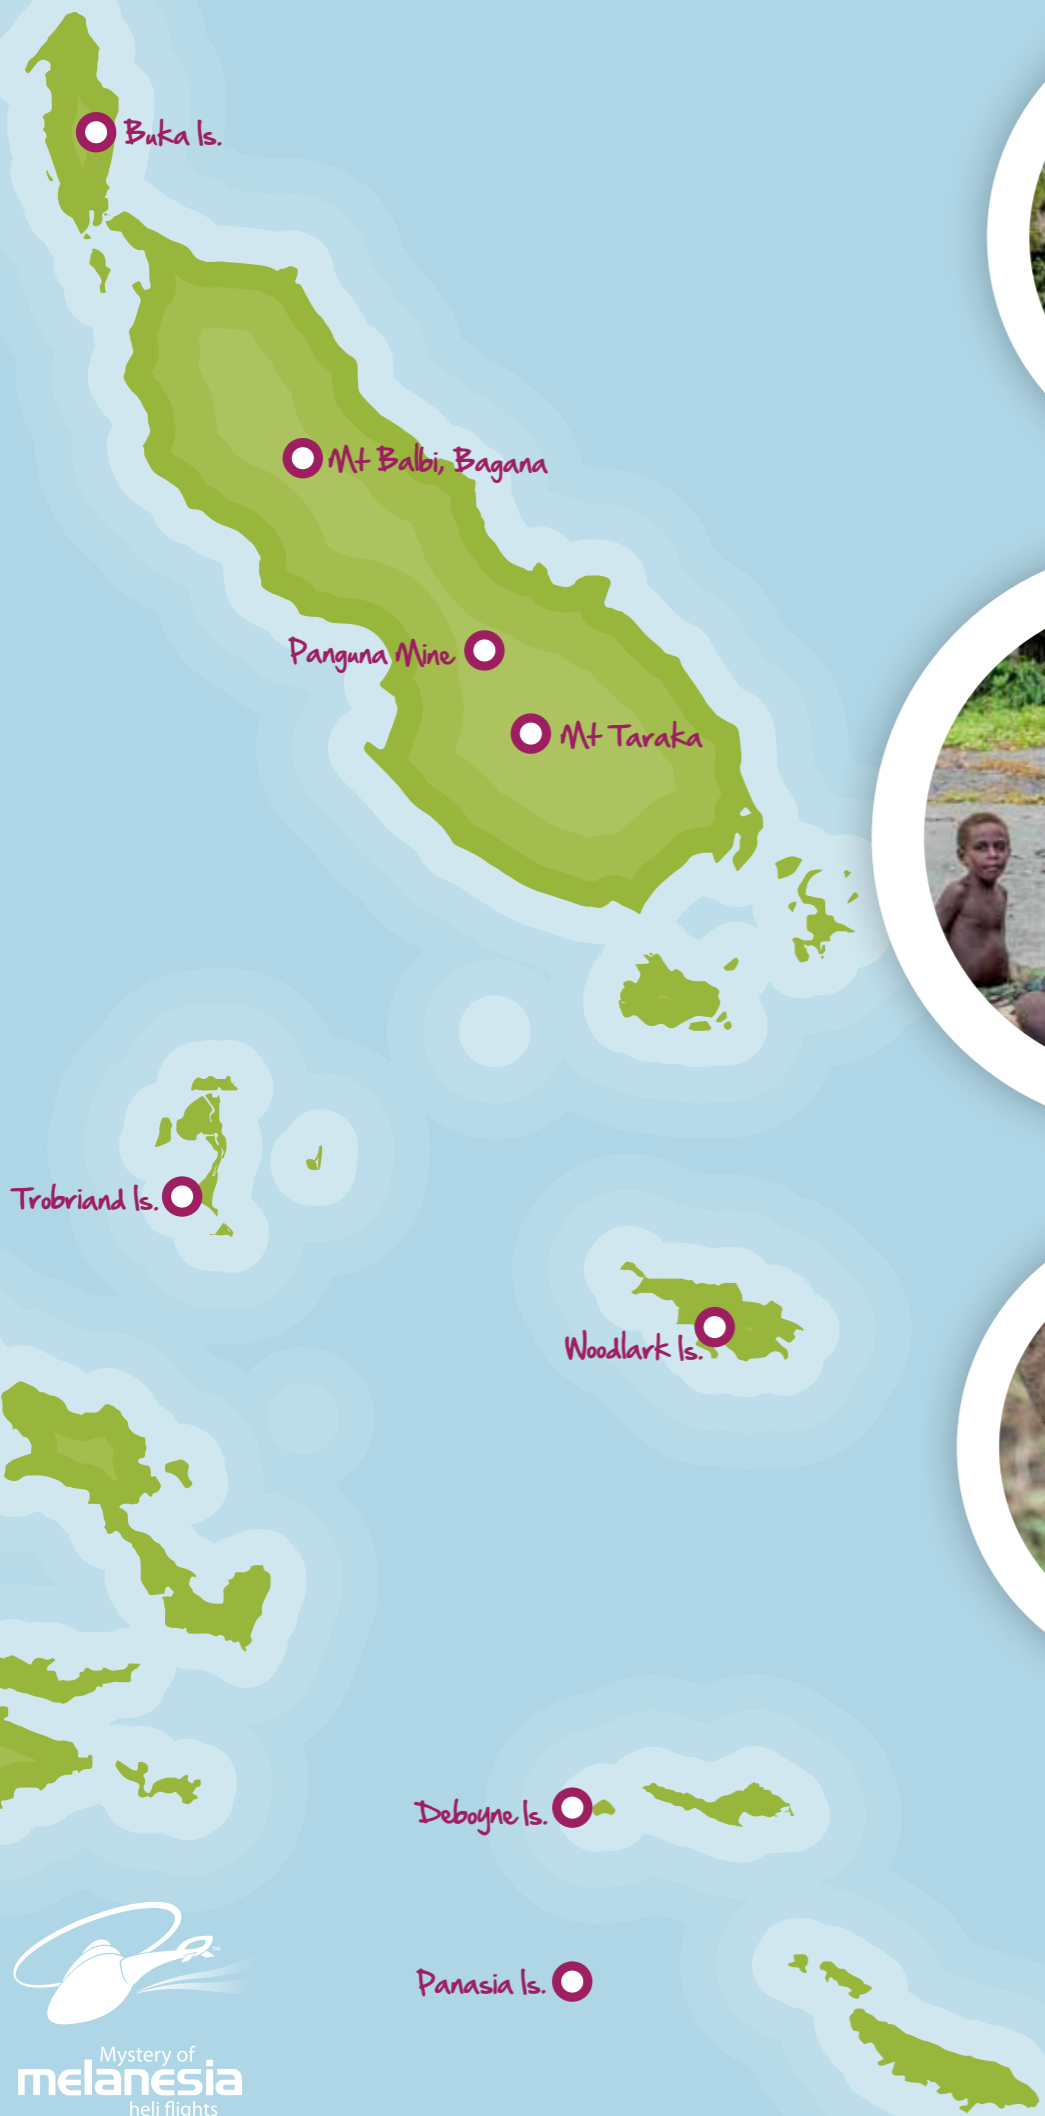 Buka Is.
Mt Balbi, Bagana
Panguna Mine
Mt Taraka
Trobriand Is.
Woodlark Is.
Deboyne Is.
Panasia Is.
™
Mystery of
melanesia
heli flights